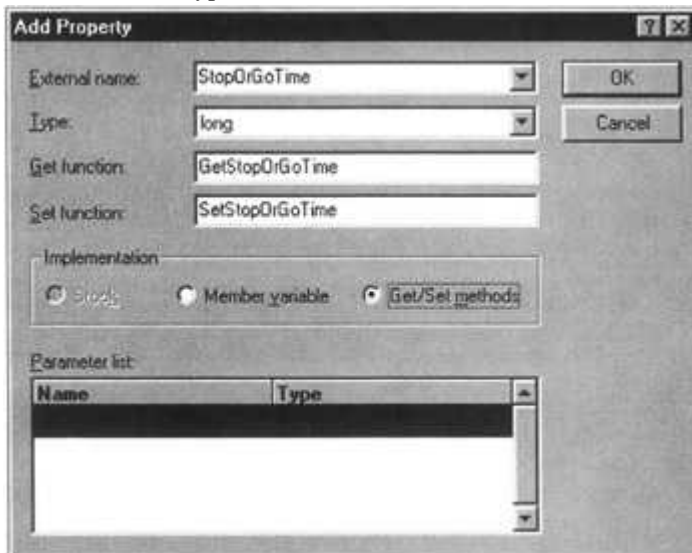 Add Property
External name: StopOrGoTime OK
Type: long Cancel
Get function: GetStopOrGoTime
Set function: SetStopOrGoTime
Implementation
Stock Member variable Get/Set methods
Parameter list:
Name Type